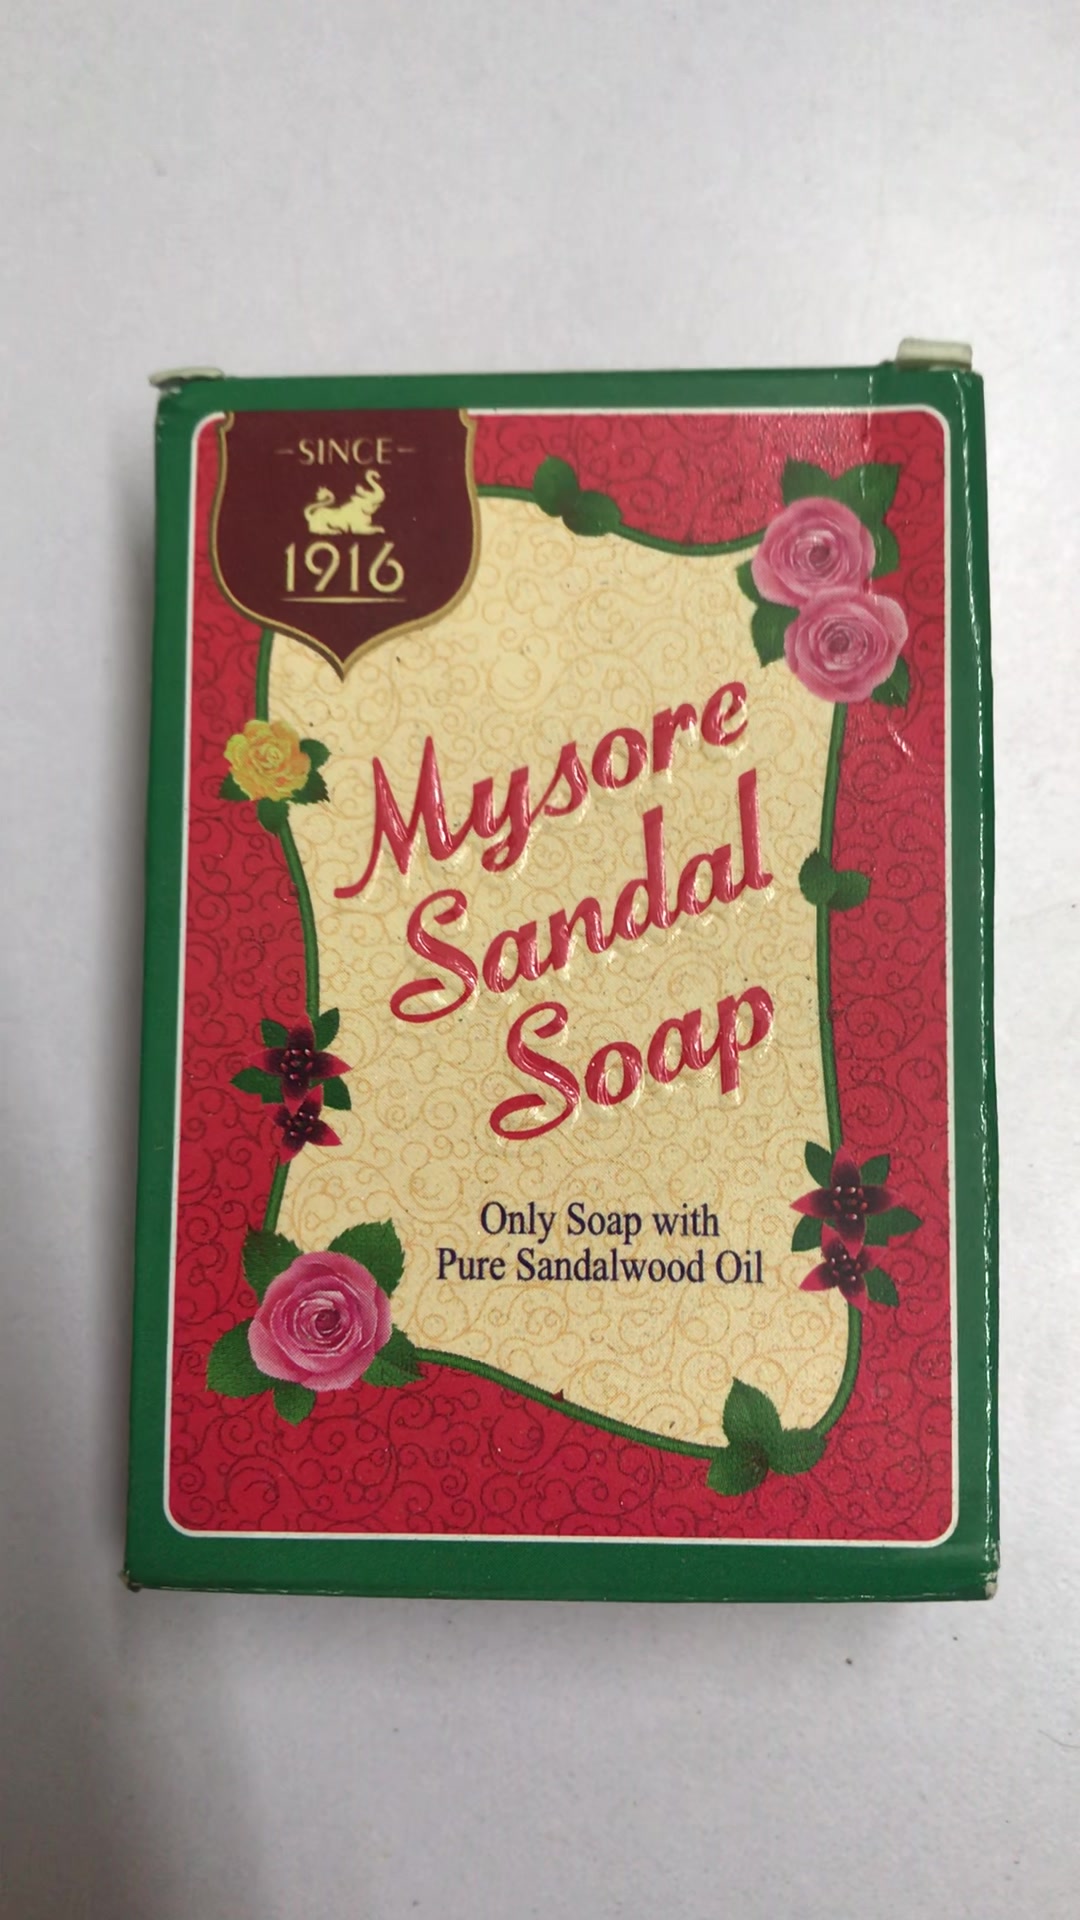 -SINCE-
1916
Mysore
Sandal
Soap
Only Soap with
Pure Sandalwood Oil